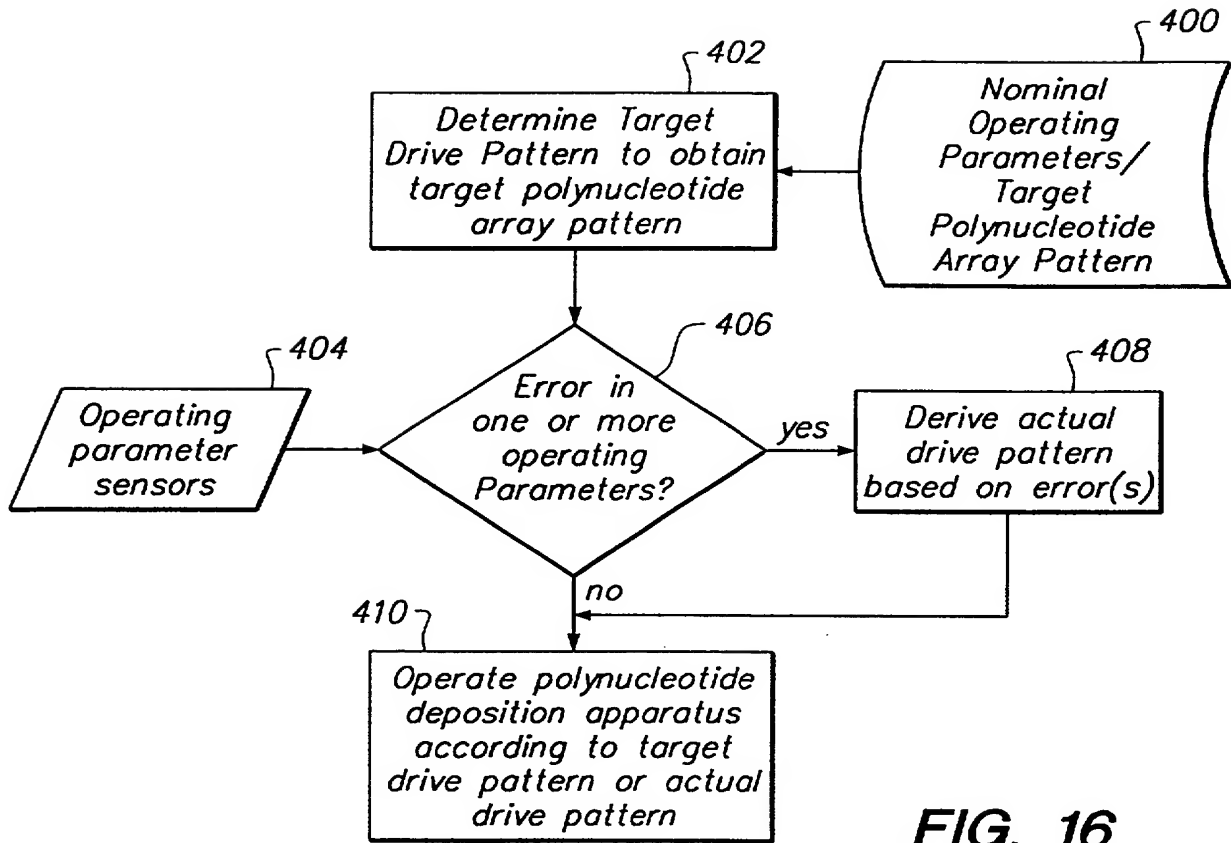 402
Determine Target
Drive Pattern to obtain
target polynucleotide
array pattern
400
Nominal
Operating
Parameters/
Target
Polynucleotide
Array Pattern
404
Operating
parameter
sensors
406
Error in
one or more
operating
Parameters?
yes
408
Derive actual
drive pattern
based on error(s)
no
410
Operate polynucleotide
deposition apparatus
according to target
drive pattern or actual
drive pattern
FIG. 16